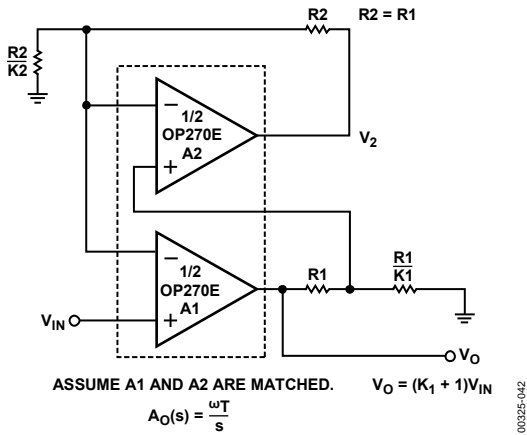 R2
R2 = R1
R2
K2
−
1/2
OP270E
A2
+
V2
−
1/2
OP270E
A1
+
VIN
R1
R1
K1
VO
ASSUME A1 AND A2 ARE MATCHED.
AO(s) = ωT
s
VO = (K1 + 1)VIN
00325-042